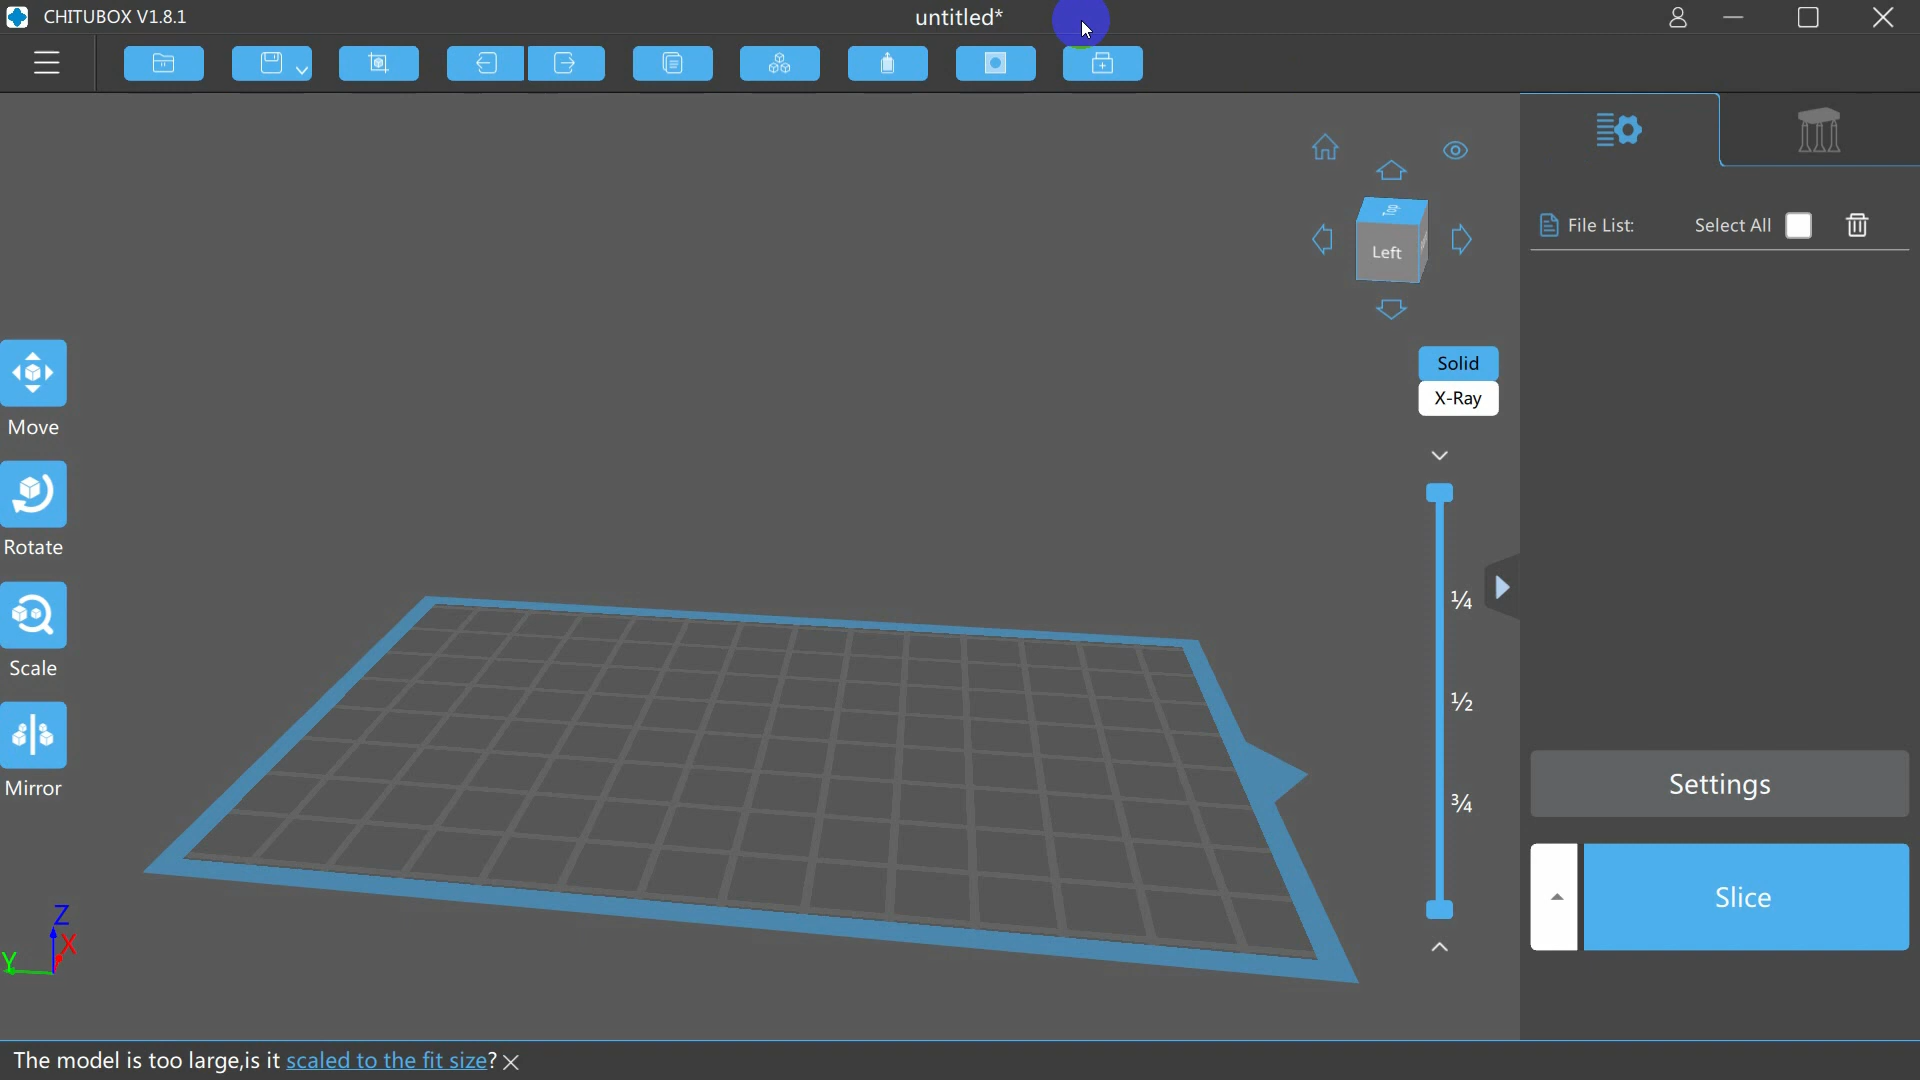 CHITUBOX V1.8.1
untitled*
File List:
Select All
Top
Left
Solid
X-Ray
Move
Rotate
¼
Scale
½
Mirror
Settings
¾
Slice
Z
X
Y
The model is too large,is it scaled to the fit size?